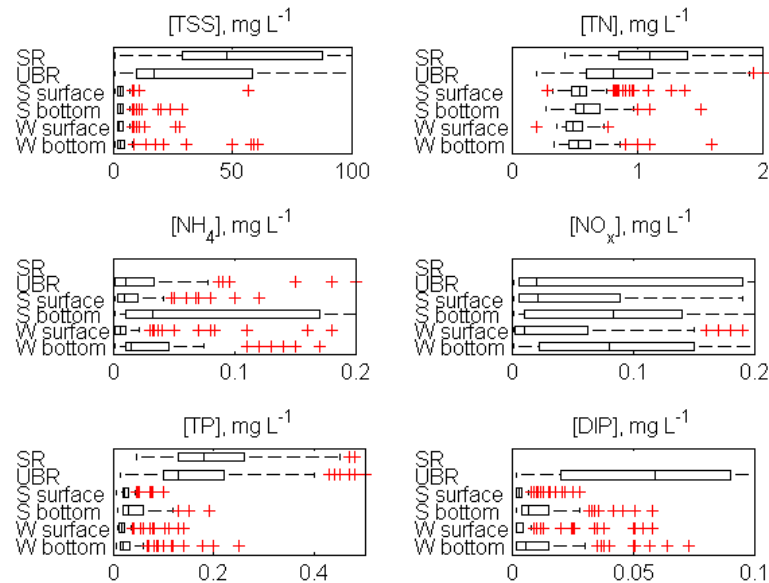 [TSS], mg L⁻¹
SR
UBR
S surface
S bottom
W surface
W bottom
0 50 100
[TN], mg L⁻¹
SR
UBR
S surface
S bottom
W surface
W bottom
0 1 2
[NH₄], mg L⁻¹
SR
UBR
S surface
S bottom
W surface
W bottom
0 0.1 0.2
[NOₓ], mg L⁻¹
SR
UBR
S surface
S bottom
W surface
W bottom
0 0.1 0.2
[TP], mg L⁻¹
SR
UBR
S surface
S bottom
W surface
W bottom
0 0.2 0.4
[DIP], mg L⁻¹
SR
UBR
S surface
S bottom
W surface
W bottom
0 0.05 0.1